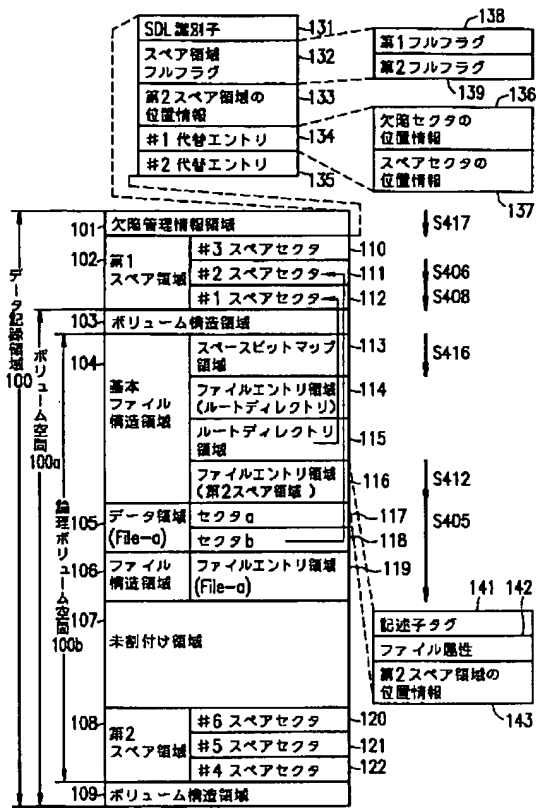 SDL 識別子
131
スペア領域
フルフラグ
132
第2スペア領域の
位置情報
133
#1 代替エントリ
134
#2 代替エントリ
135
138
第1フルフラグ
第2フルフラグ
139
136
欠陥セクタの
位置情報
スペアセクタの
位置情報
137
データ記録領域 100
ボリューム空間 100a
論理ボリューム空間 100b
101
欠陥管理情報領域
102
第1
スペア領域
#3 スペアセクタ
110
#2 スペアセクタ
111
#1 スペアセクタ
112
103
ボリューム構造領域
104
基本
ファイル
構造領域
スペースビットマップ
領域
113
ファイルエントリ領域
(ルートディレクトリ)
114
ルートディレクトリ
領域
115
ファイルエントリ領域
(第2スペア領域)
116
105
データ領域
(File-a)
セクタa
117
セクタb
118
106
ファイル
構造領域
ファイルエントリ領域
(File-a)
119
107
未割付け領域
108
第2
スペア領域
#6 スペアセクタ
120
#5 スペアセクタ
121
#4 スペアセクタ
122
109
ボリューム構造領域
S417
S406
S408
S416
S412
S405
141
142
記述子タグ
ファイル属性
第2スペア領域の
位置情報
143